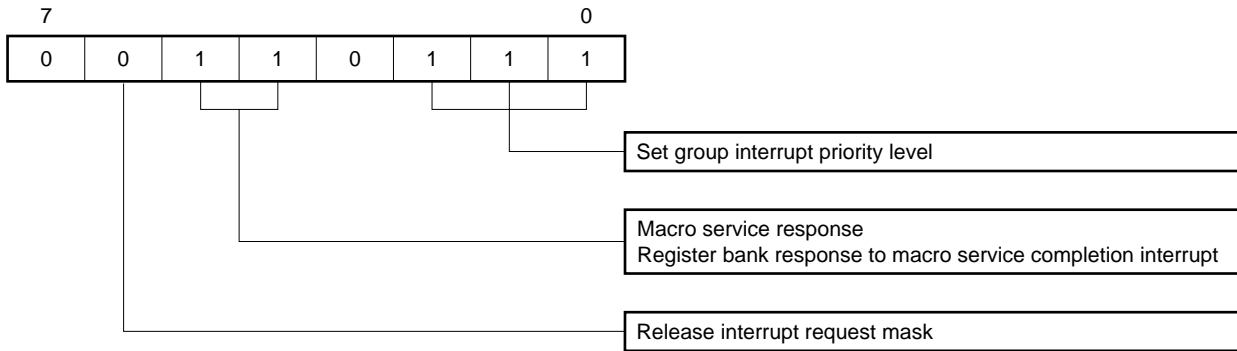 7 0
0 0 1 1 0 1 1 1
Set group interrupt priority level
Macro service response
Register bank response to macro service completion interrupt
Release interrupt request mask